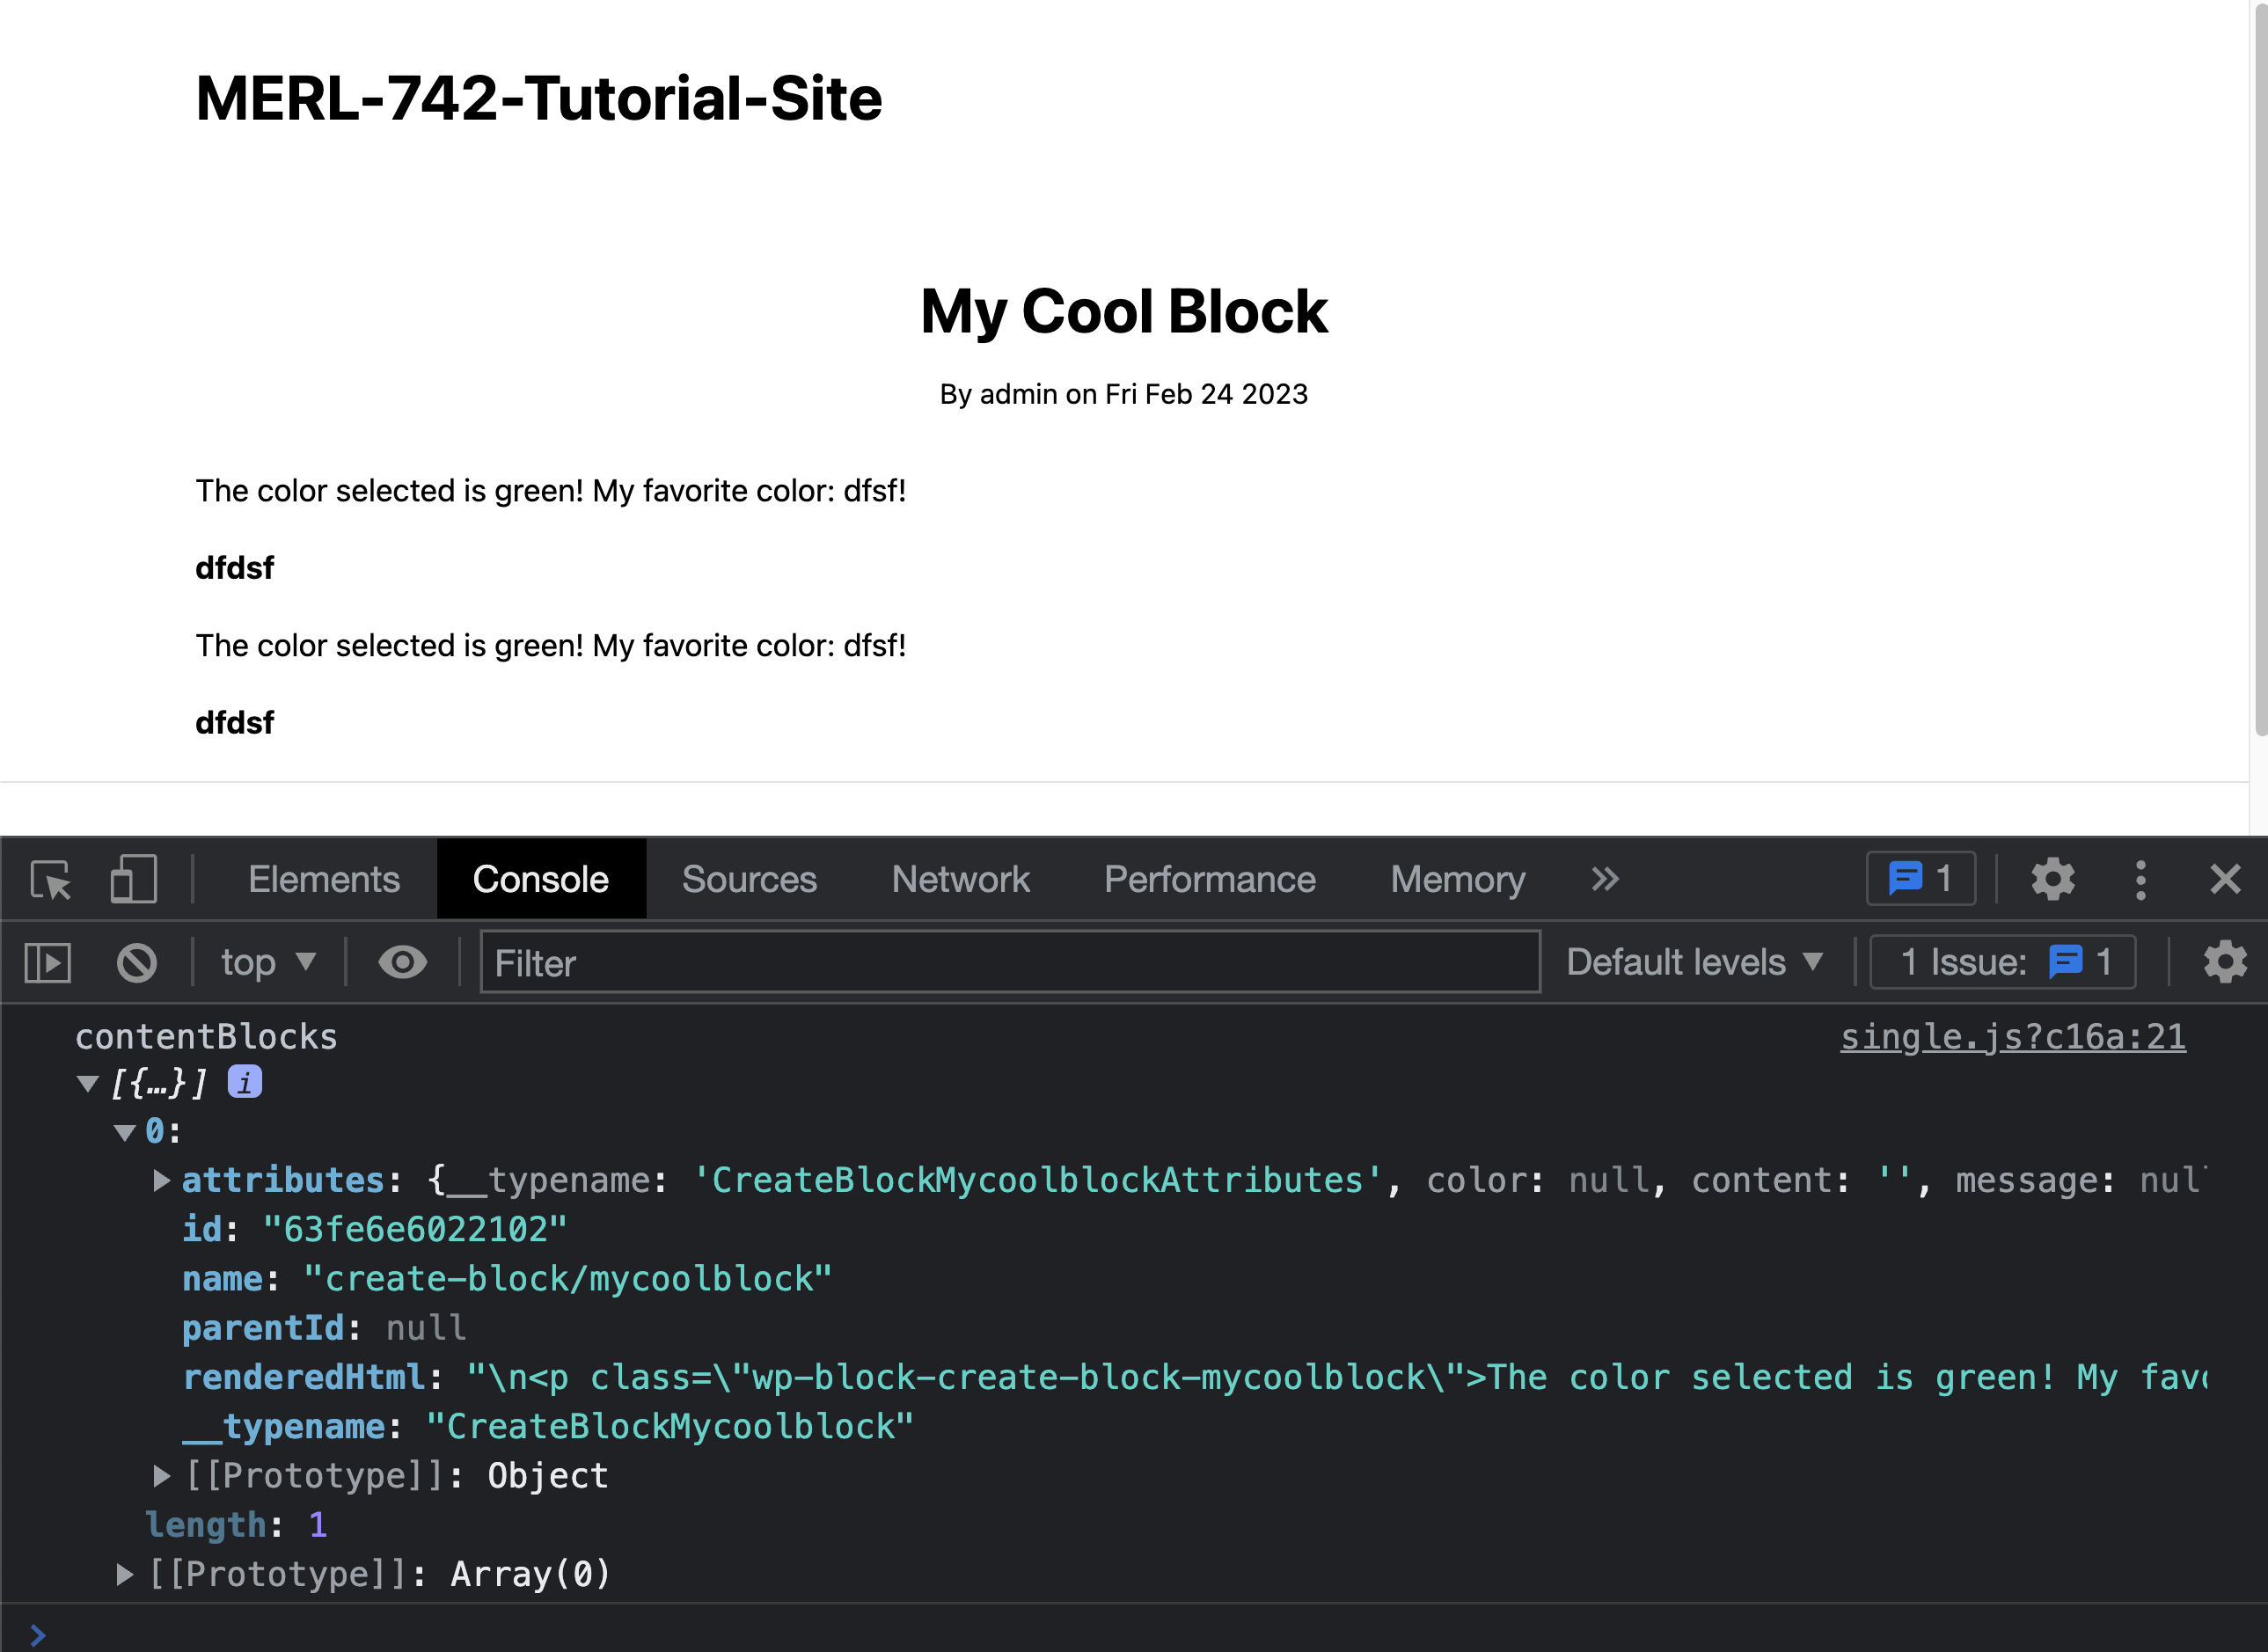 MERL-742-Tutorial-Site
My Cool Block
By admin on Fri Feb 24 2023
The color selected is green! My favorite color: dfsf!
dfdsf
The color selected is green! My favorite color: dfsf!
dfdsf
Elements Console Sources Network Performance Memory 1
top Filter Default levels 1 Issue: 1
contentBlocks single.js?c16a:21
[{…}] i
0:
attributes: {__typename: 'CreateBlockMycoolblockAttributes', color: null, content: '', message: nul
id: "63fe6e6022102"
name: "create-block/mycoolblock"
parentId: null
renderedHtml: "\n<p class=\"wp-block-create-block-mycoolblock\">The color selected is green! My favo
__typename: "CreateBlockMycoolblock"
[[Prototype]]: Object
length: 1
[[Prototype]]: Array(0)